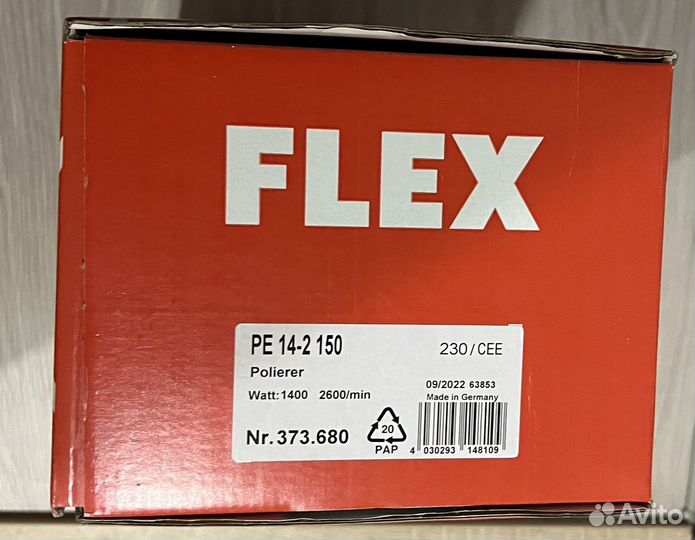 FLEX
PE 14-2 150
230/CEE
Polierer
09/2022 63853
Watt:1400 2600/min
Made in Germany
Nr.373.680
20
PAP
4 030293 148109
Avito